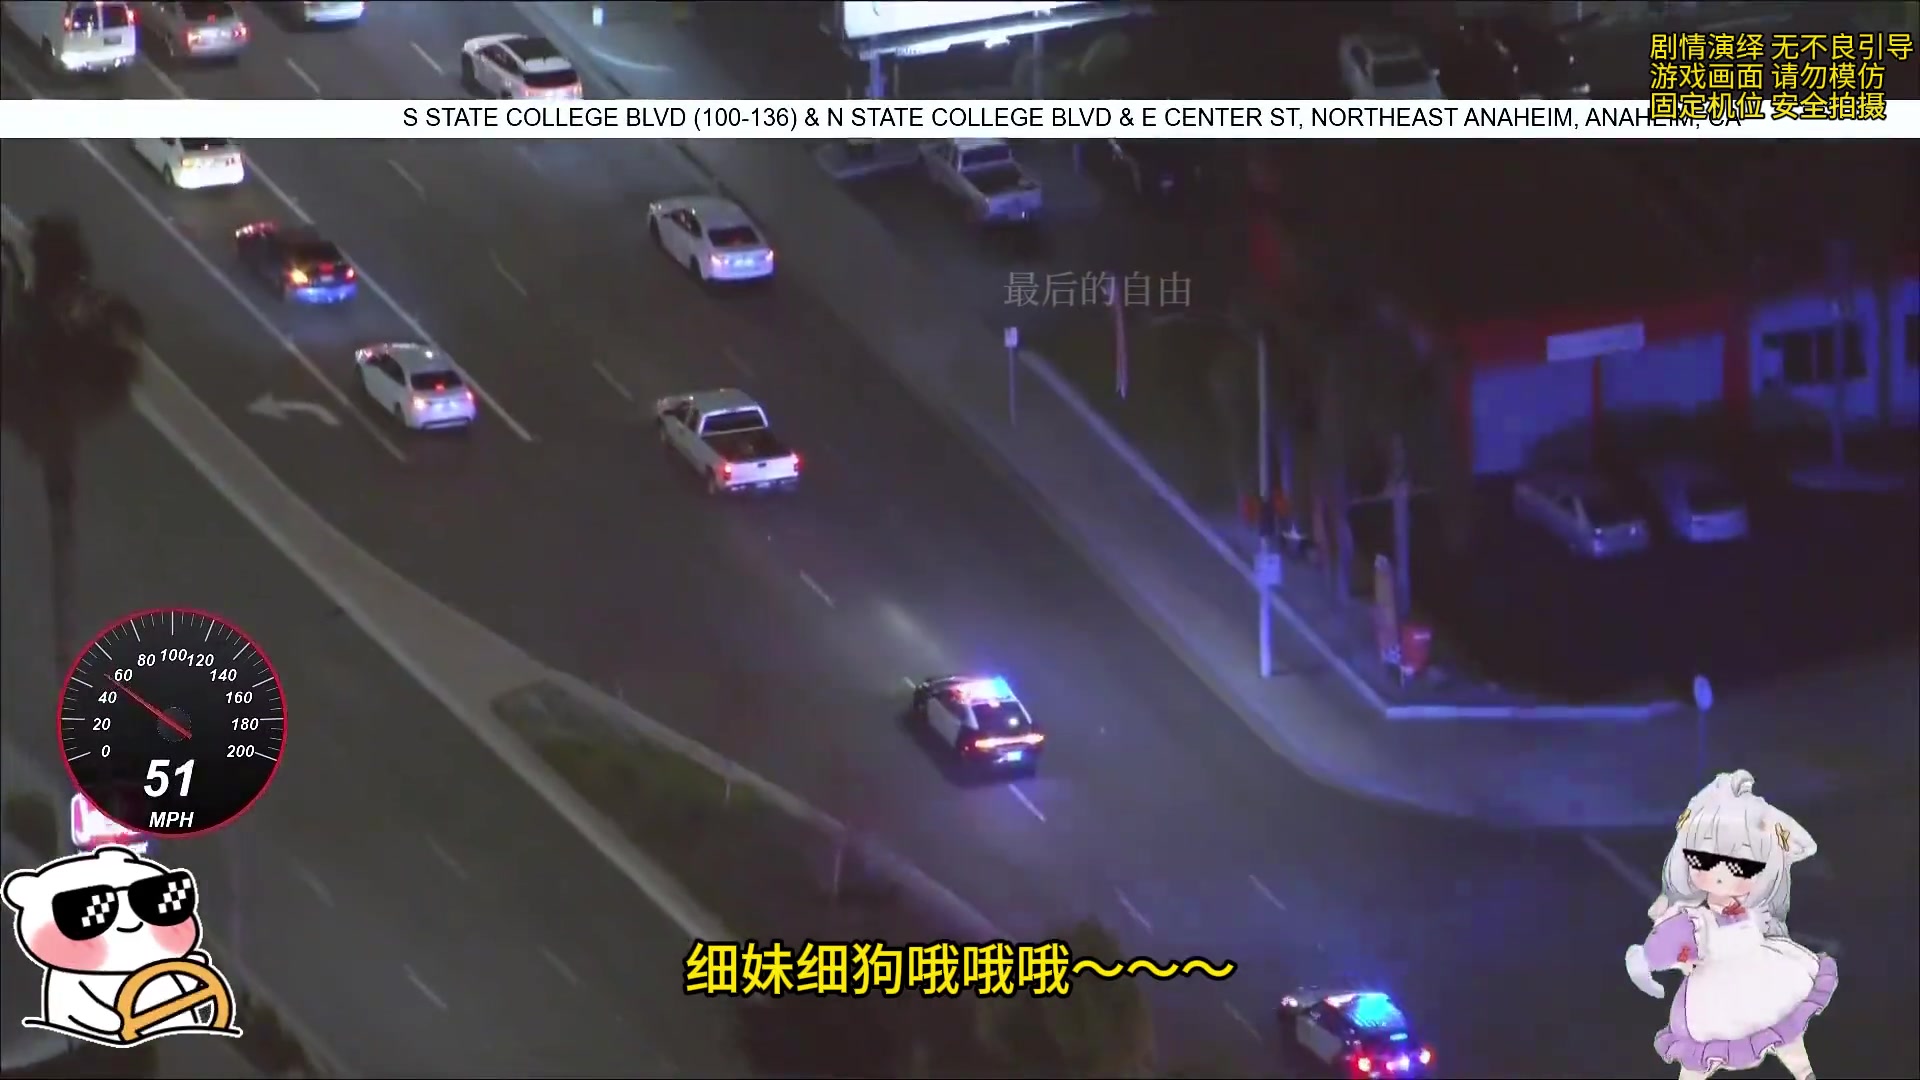 剧情演绎 无不良引导
游戏画面 请勿模仿
固定机位 安全拍摄
S STATE COLLEGE BLVD (100-136) & N STATE COLLEGE BLVD & E CENTER ST, NORTHEAST ANAHEIM, ANAHEIM, CA
最后的自由
0 20 40 60 80 100 120 140 160 180 200
51
MPH
细妹细狗哦哦哦～～～